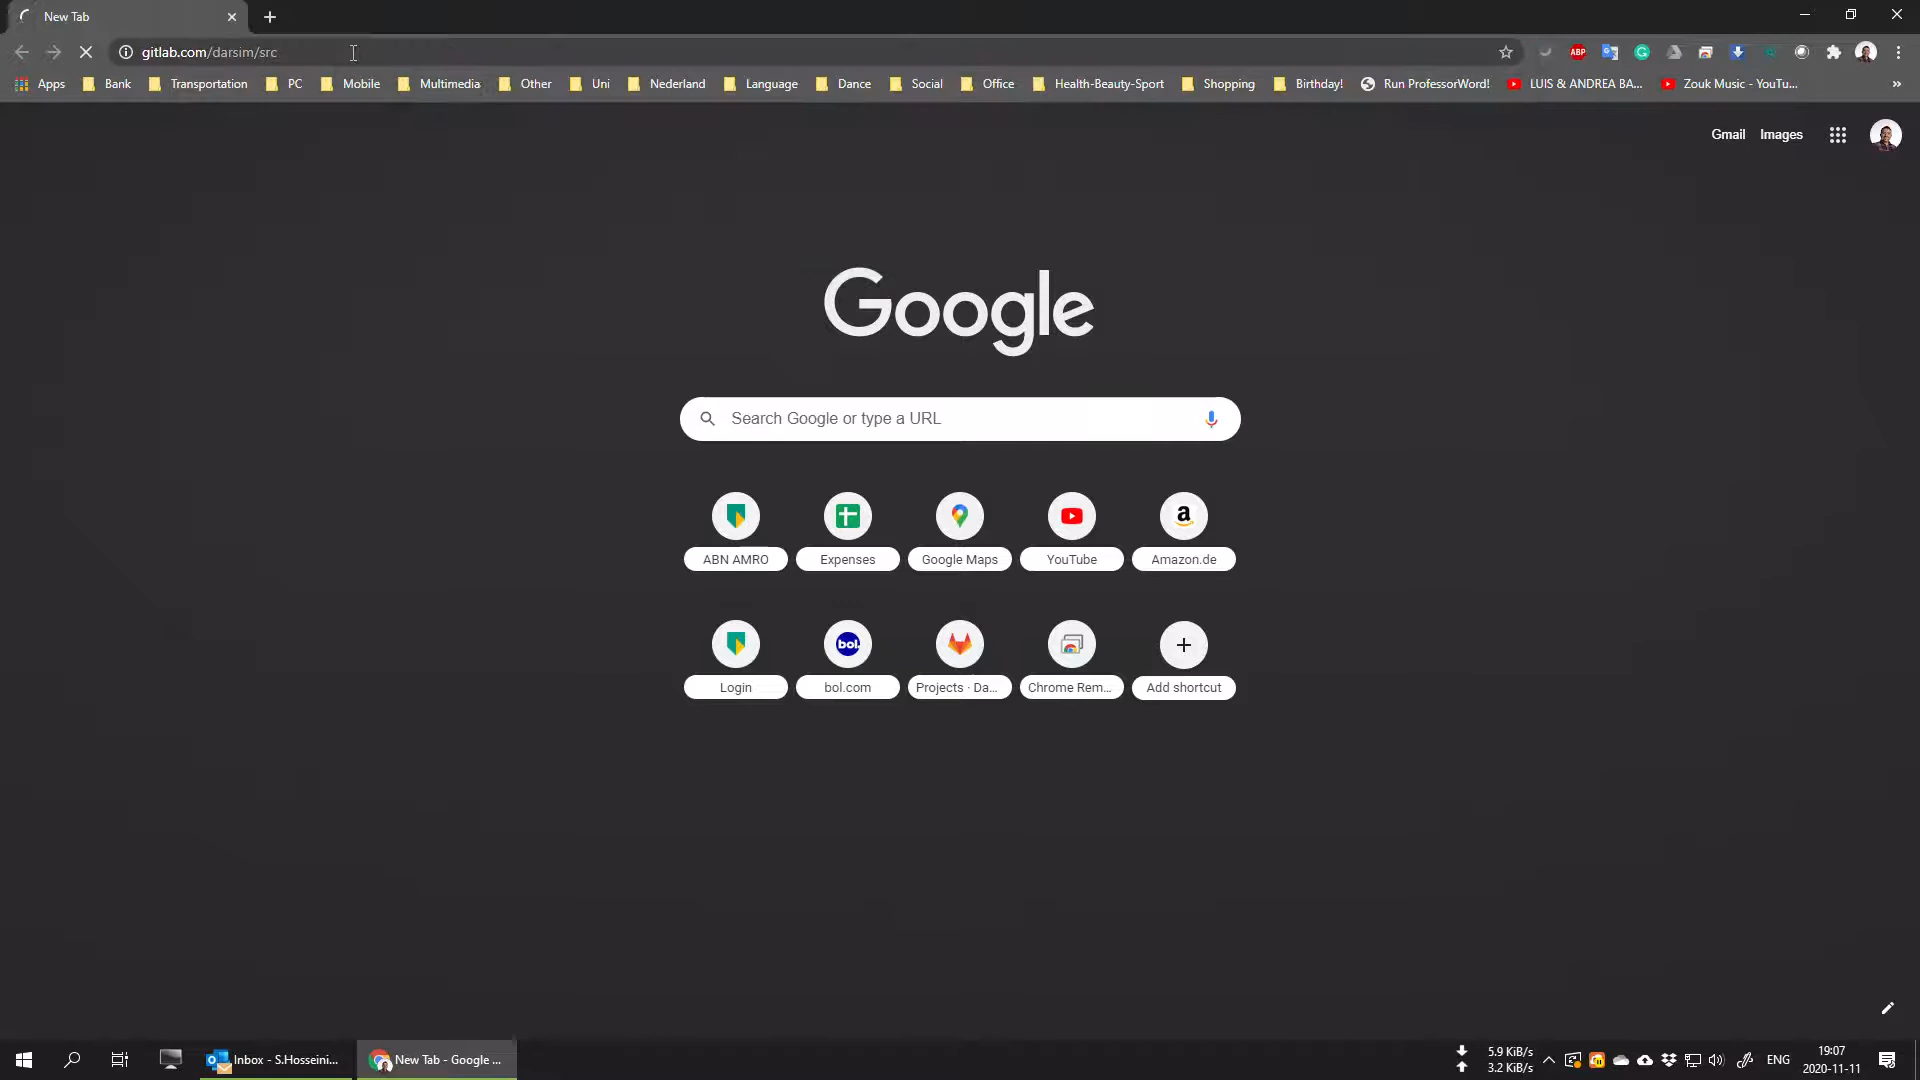 New Tab
gitlab.com/darsim/src
ABP
Apps Bank Transportation PC Mobile Multimedia Other Uni Nederland Language Dance Social Office Health-Beauty-Sport Shopping Birthday! Run ProfessorWord! LUIS & ANDREA BA... Zouk Music - YouTu... »
Gmail Images
Google
Search Google or type a URL
ABN AMRO Expenses Google Maps YouTube Amazon.de
bol.
Login bol.com Projects · Da... Chrome Rem... Add shortcut
Inbox - S.Hosseini... New Tab - Google ...
5.9 KiB/s
3.2 KiB/s
ENG
19:07
2020-11-11